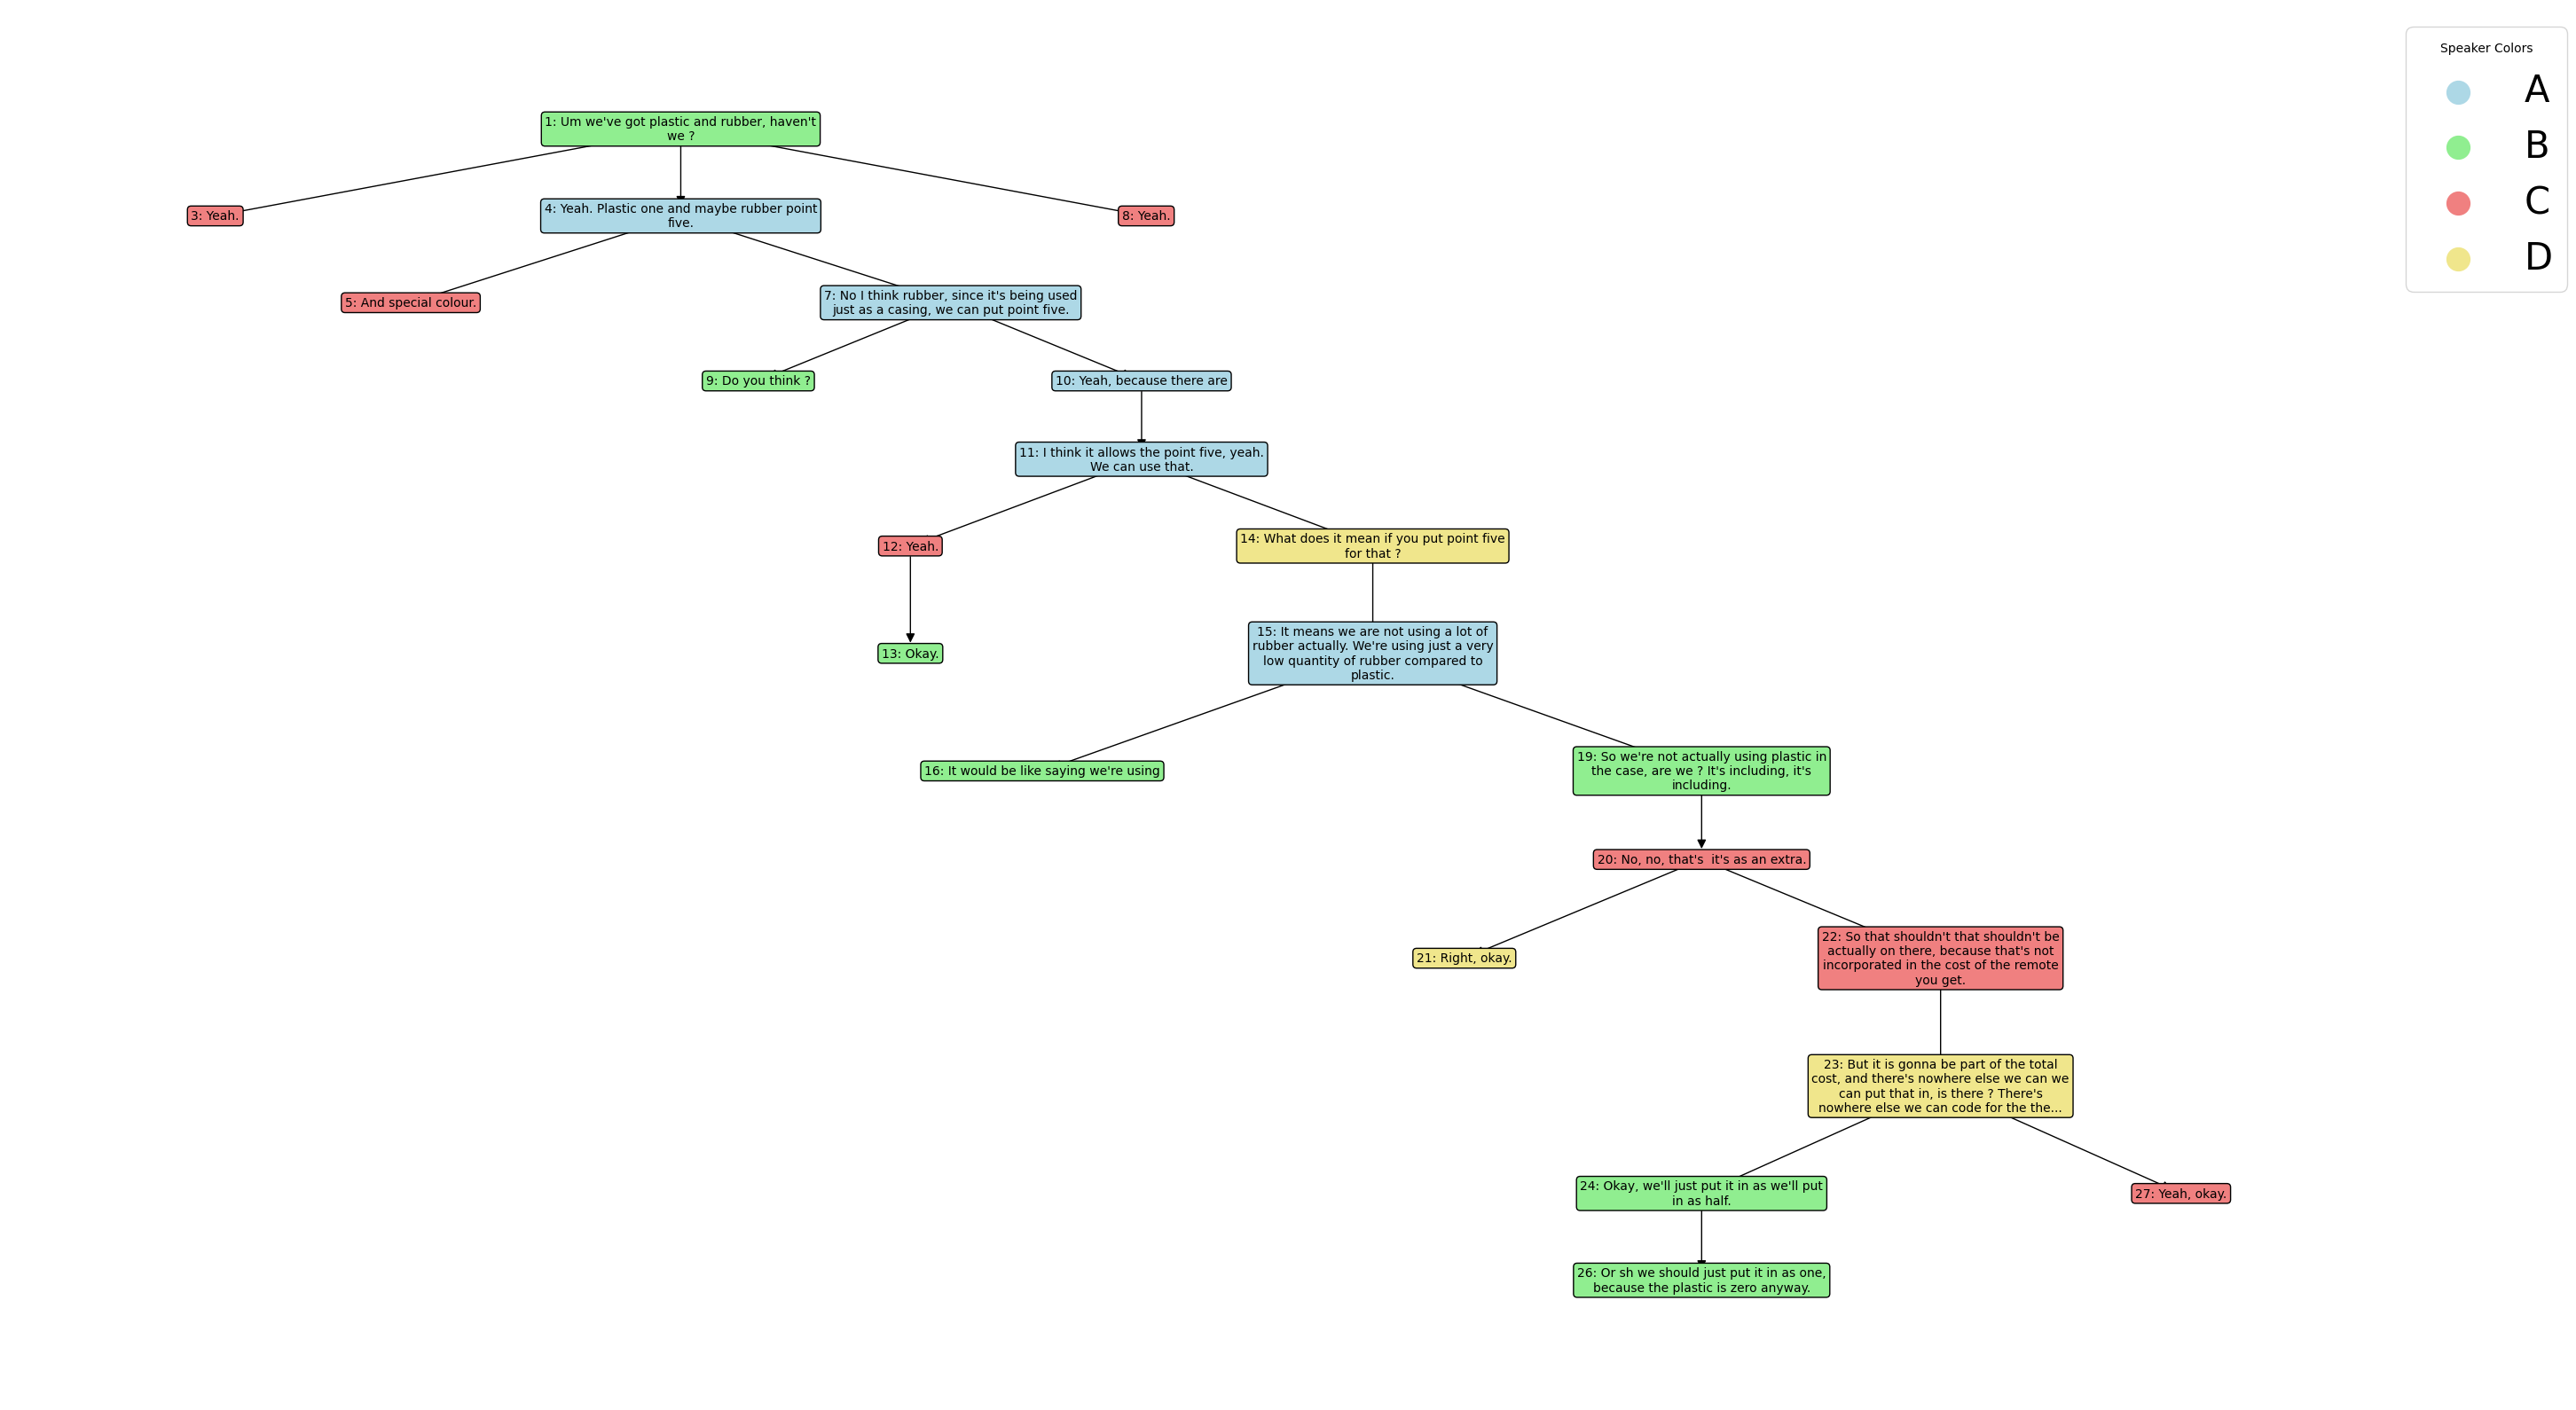 Speaker Colors
A
B
C
D
1: Um we've got plastic and rubber, haven't
we ?
3: Yeah.
4: Yeah. Plastic one and maybe rubber point
five.
8: Yeah.
5: And special colour.
7: No I think rubber, since it's being used
just as a casing, we can put point five.
9: Do you think ?
10: Yeah, because there are
11: I think it allows the point five, yeah.
We can use that.
12: Yeah.
14: What does it mean if you put point five
for that ?
13: Okay.
15: It means we are not using a lot of
rubber actually. We're using just a very
low quantity of rubber compared to
plastic.
16: It would be like saying we're using
19: So we're not actually using plastic in
the case, are we ? It's including, it's
including.
20: No, no, that's  it's as an extra.
21: Right, okay.
22: So that shouldn't that shouldn't be
actually on there, because that's not
incorporated in the cost of the remote
you get.
23: But it is gonna be part of the total
cost, and there's nowhere else we can we
can put that in, is there ? There's
nowhere else we can code for the the...
24: Okay, we'll just put it in as we'll put
in as half.
27: Yeah, okay.
26: Or sh we should just put it in as one,
because the plastic is zero anyway.